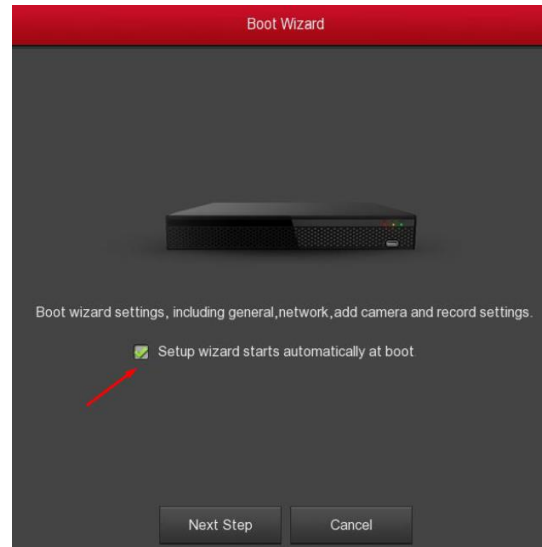 Boot Wizard
Boot wizard settings, including general,network,add camera and record settings.
Setup wizard starts automatically at boot
Next Step
Cancel